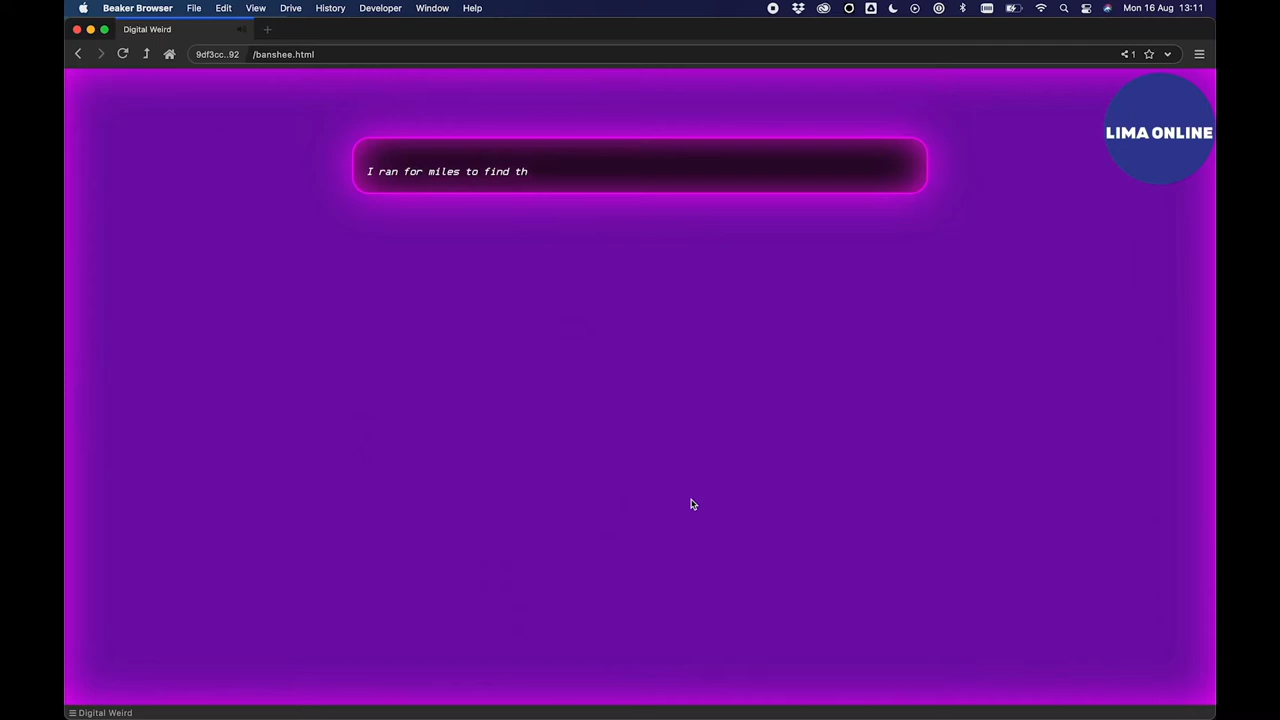 Beaker Browser File Edit View Drive History Developer Window Help Mon 16 Aug 13:11
Digital Weird
9df3cc..92 /banshee.html 1
LIMA ONLINE
I ran for miles to find th
Digital Weird